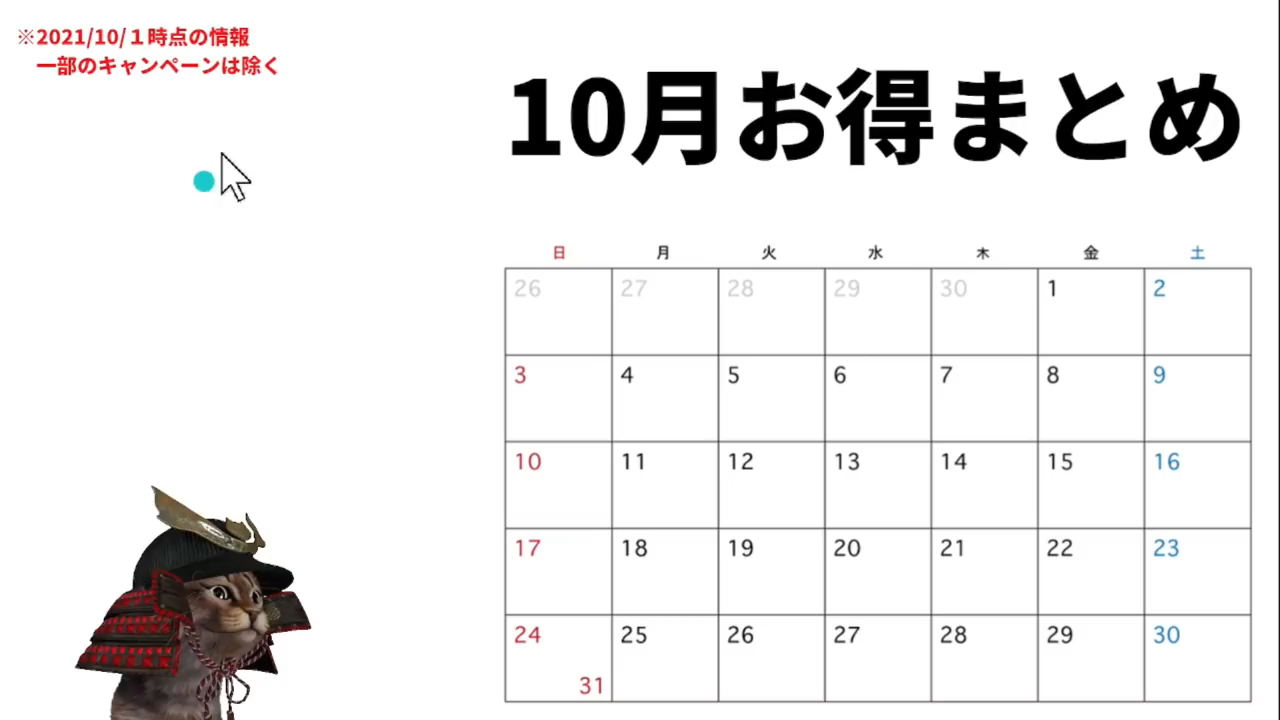 ※2021/10/１時点の情報
一部のキャンペーンは除く
10月お得まとめ
日 月 火 水 木 金 土
26 27 28 29 30 1 2
3 4 5 6 7 8 9
10 11 12 13 14 15 16
17 18 19 20 21 22 23
24 25 26 27 28 29 30
31